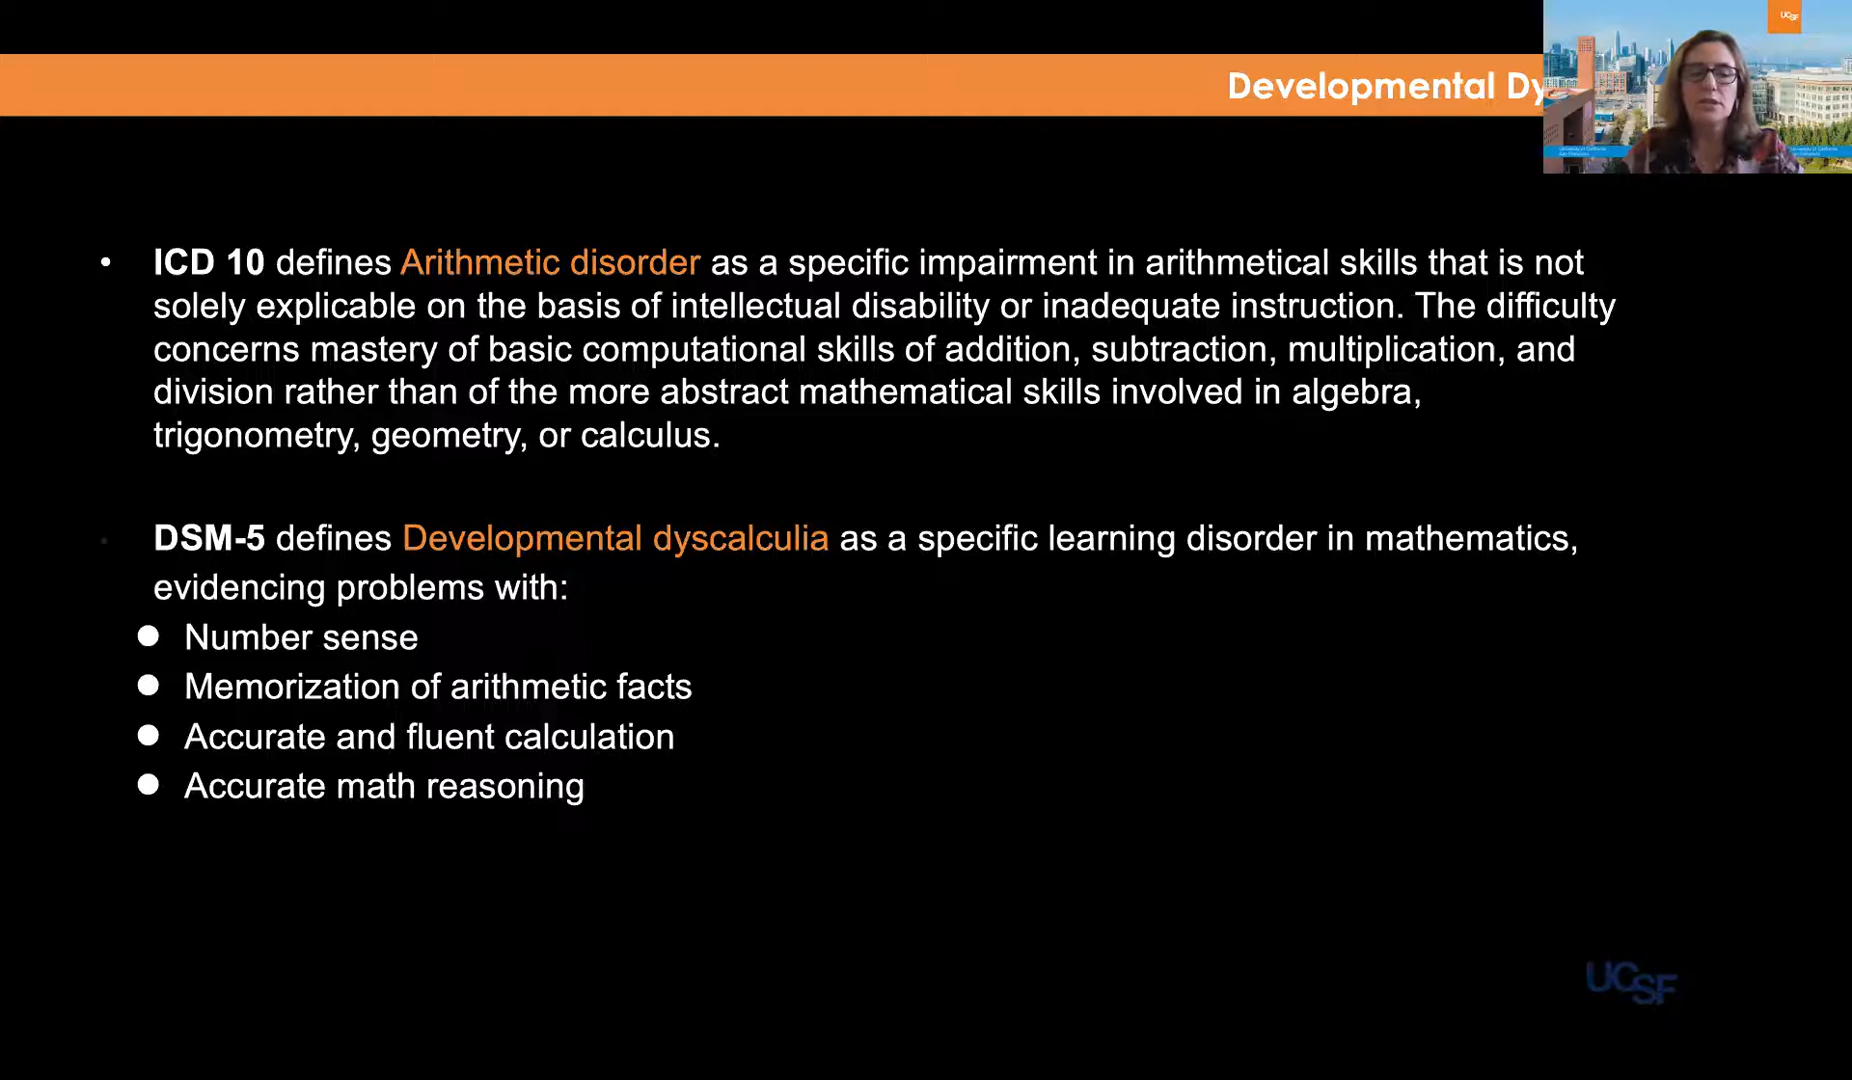 UCSF
Developmental Dy
• ICD 10 defines Arithmetic disorder as a specific impairment in arithmetical skills that is not
solely explicable on the basis of intellectual disability or inadequate instruction. The difficulty
concerns mastery of basic computational skills of addition, subtraction, multiplication, and
division rather than of the more abstract mathematical skills involved in algebra,
trigonometry, geometry, or calculus.
• DSM-5 defines Developmental dyscalculia as a specific learning disorder in mathematics,
evidencing problems with:
● Number sense
● Memorization of arithmetic facts
● Accurate and fluent calculation
● Accurate math reasoning
UCSF